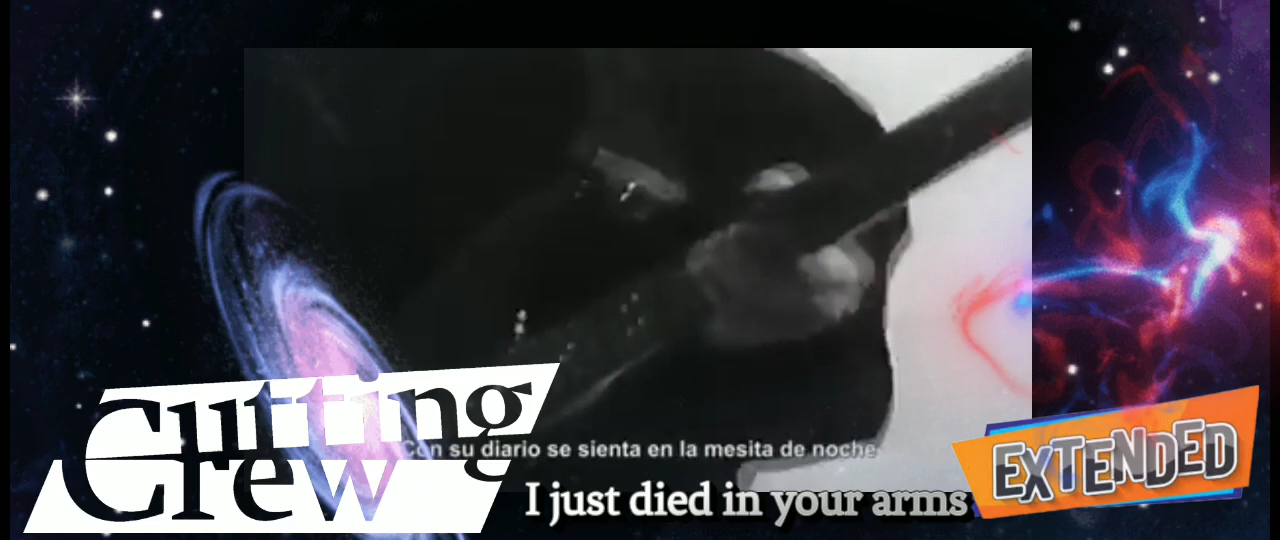 Cutting
Crew
Con su diario se sienta en la mesita de noche
I just died in your arms
EXTENDED